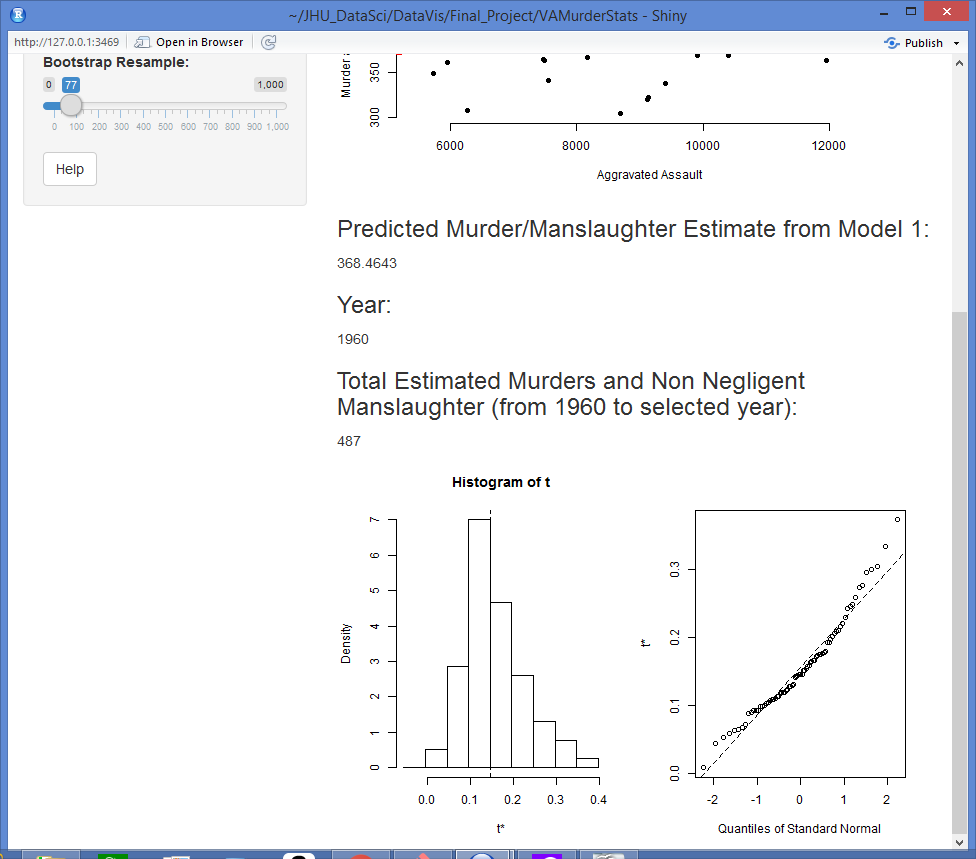 ~/JHU_DataSci/DataVis/Final_Project/VAMurderStats - Shiny
http://127.0.0.1:3469 Open in Browser Publish
Bootstrap Resample:
0 77 1,000
0 100 200 300 400 500 600 700 800 900 1,000
Help
Murder
350
300
6000 8000 10000 12000
Aggravated Assault
Predicted Murder/Manslaughter Estimate from Model 1:
368.4643
Year:
1960
Total Estimated Murders and Non Negligent
Manslaughter (from 1960 to selected year):
487
Histogram of t
Density
7
6
5
4
3
2
1
0
0.0 0.1 0.2 0.3 0.4
t*
t*
0.3
0.2
0.1
0.0
-2 -1 0 1 2
Quantiles of Standard Normal